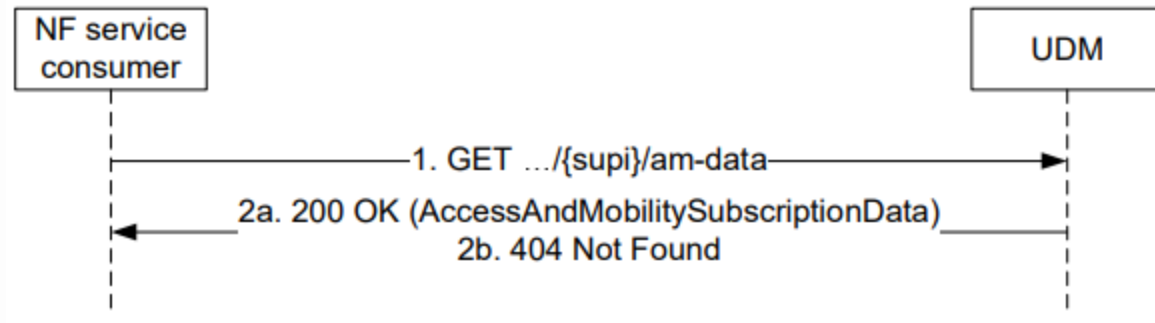 NF service
consumer
UDM
1. GET …/{supi}/am-data
2a. 200 OK (AccessAndMobilitySubscriptionData)
2b. 404 Not Found